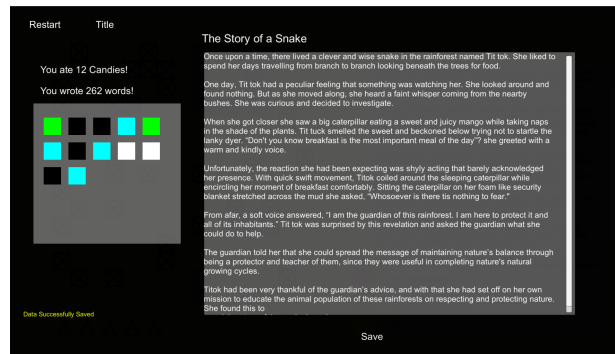 Restart Title
The Story of a Snake
You ate 12 Candies!
You wrote 262 words!
Once upon a time, there lived a clever and wise snake in the rainforest named Tit tok. She liked to
spend her days travelling from branch to branch looking beneath the trees for food.
One day, Tit tok had a peculiar feeling that something was watching her. She looked around and
found nothing. But as she moved along, she heard a faint whisper coming from the nearby
bushes. She was curious and decided to investigate.
When she got closer she saw a big caterpillar eating a sweet and juicy mango while taking naps
in the shade of the plants. Tit tuck smelled the sweet and beckoned below trying not to startle the
lanky dyer. “Don't you know breakfast is the most important meal of the day”? she greeted with a
warm and kindly voice.
Unfortunately, the reaction she had been expecting was shyly acting that barely acknowledged
her presence. With quick swift movement, Titok coiled around the sleeping caterpillar while
encircling her moment of breakfast comfortably. Sitting the caterpillar on her foam like security
blanket stretched across the mud she asked, "Whosoever is there tis nothing to fear."
From afar, a soft voice answered, “I am the guardian of this rainforest. I am here to protect it and
all of its inhabitants.” Tit tok was surprised by this revelation and asked the guardian what she
could do to help.
The guardian told her that she could spread the message of maintaining nature's balance through
being a protector and teacher of them, since they were useful in completing nature's natural
growing cycles.
Titok had been very thankful of the guardian's advice, and with that she had set off on her own
mission to educate the animal population of these rainforests on respecting and protecting nature.
She found this to
Data Successfully Saved
Save